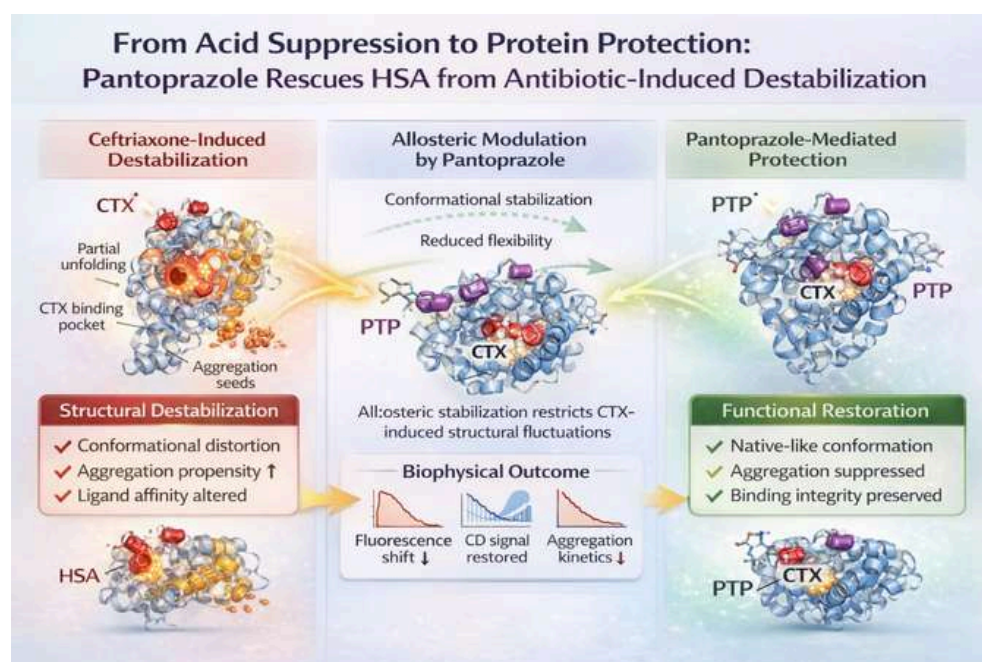 From Acid Suppression to Protein Protection:
Pantoprazole Rescues HSA from Antibiotic-Induced Destabilization
Ceftriaxone-Induced
Destabilization
CTX*
Partial
unfolding
CTX binding
pocket
Aggregation
seeds
Structural Destabilization
✓ Conformational distortion
✓ Aggregation propensity ↑
✓ Ligand affinity altered
HSA
Allosteric Modulation
by Pantoprazole
Conformational stabilization
Reduced flexibility
PTP
CTX
All:osteric stabilization restricts CTX-
induced structural fluctuations
Biophysical Outcome
Fluorescence
shift ↓
CD signal
restored
Aggregation
kinetics ↓
Pantoprazole-Mediated
Protection
PTP*
CTX
PTP
Functional Restoration
✓ Native-like conformation
✓ Aggregation suppressed
✓ Binding integrity preserved
CTX
PTP